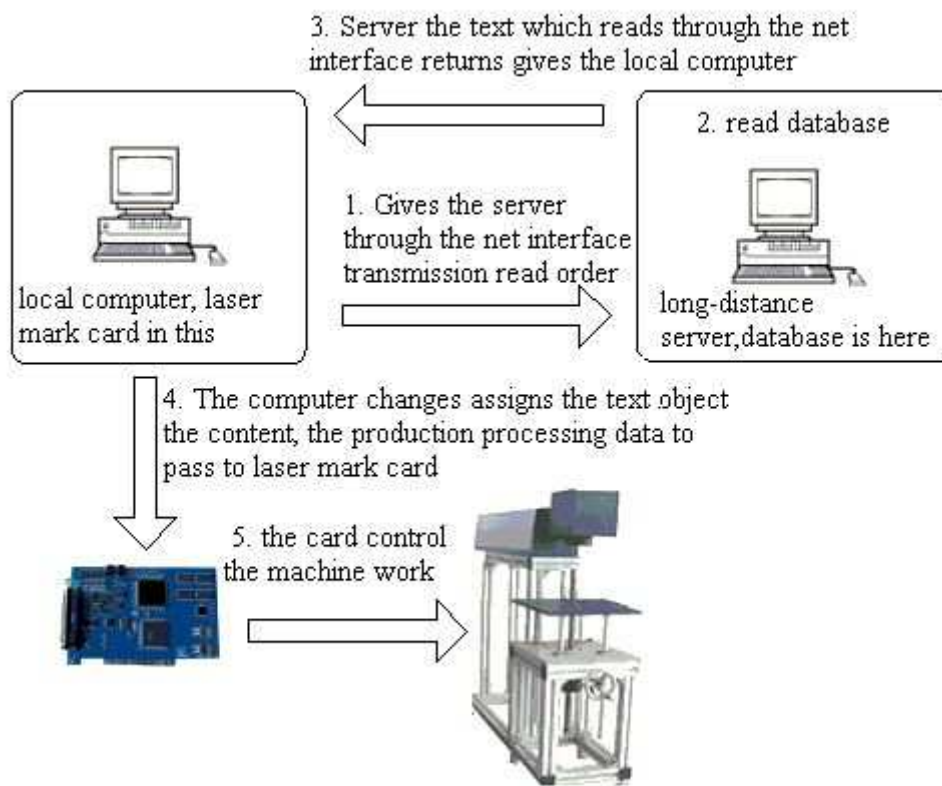 3. Server the text which reads through the net
interface returns gives the local computer
2. read database
1. Gives the server
through the net interface
transmission read order
local computer, laser
mark card in this
long-distance
server,database is here
4. The computer changes assigns the text object
the content, the production processing data to
pass to laser mark card
5. the card control
the machine work